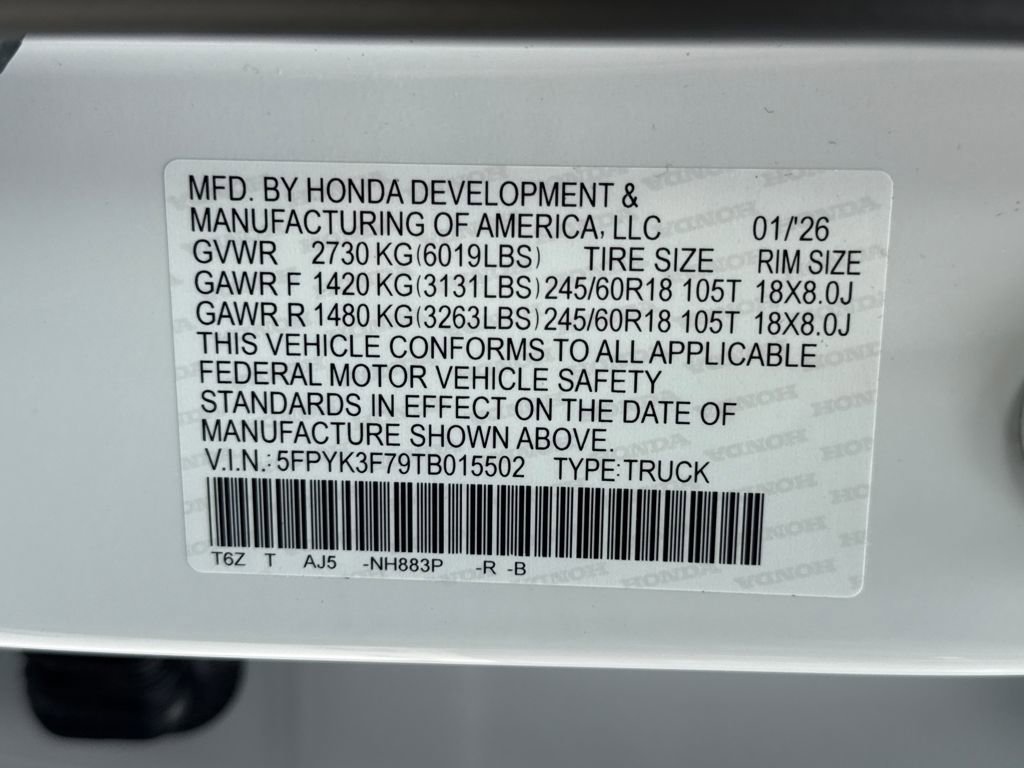 MFD. BY HONDA DEVELOPMENT &
MANUFACTURING OF AMERICA, LLC 01/'26
GVWR 2730 KG(6019LBS) TIRE SIZE RIM SIZE
GAWR F 1420 KG(3131LBS) 245/60R18 105T 18X8.0J
GAWR R 1480 KG(3263LBS) 245/60R18 105T 18X8.0J
THIS VEHICLE CONFORMS TO ALL APPLICABLE
FEDERAL MOTOR VEHICLE SAFETY
STANDARDS IN EFFECT ON THE DATE OF
MANUFACTURE SHOWN ABOVE.
V.I.N.: 5FPYK3F79TB015502 TYPE:TRUCK
T6Z T AJ5 -NH883P -R -B